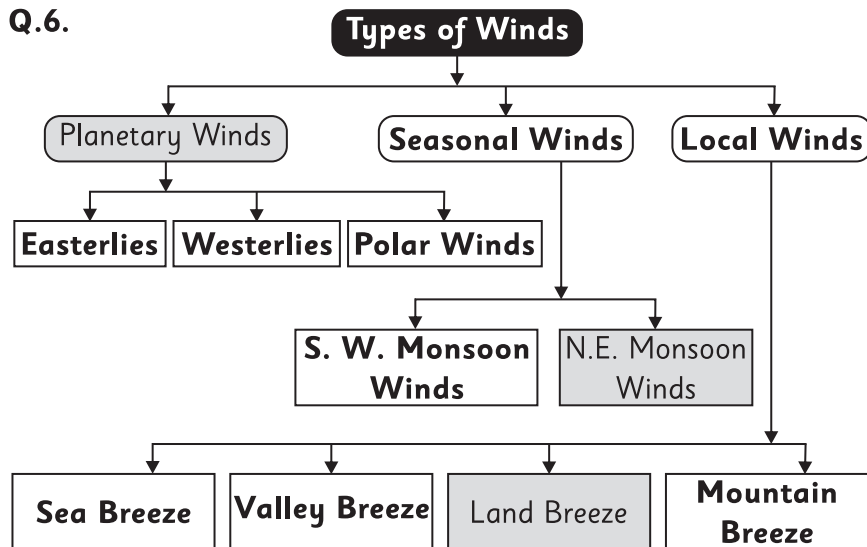 Q.6.
Types of Winds
Planetary Winds
Seasonal Winds
Local Winds
Easterlies
Westerlies
Polar Winds
S. W. Monsoon
Winds
N.E. Monsoon
Winds
Sea Breeze
Valley Breeze
Land Breeze
Mountain
Breeze